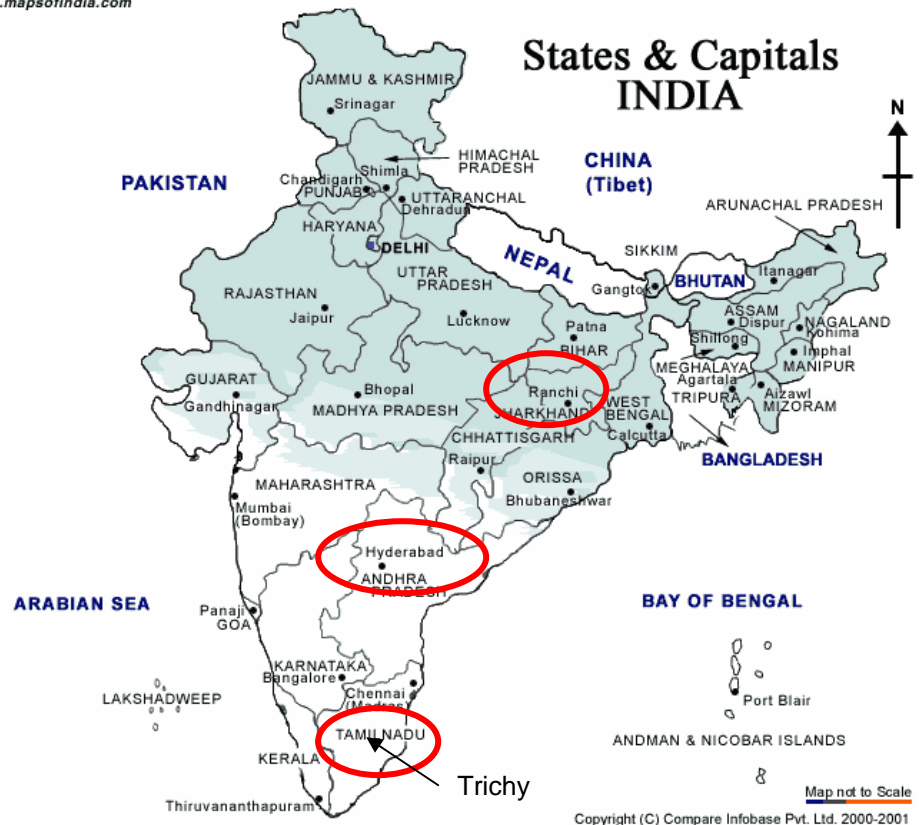 .mapsofindia.com
States & Capitals
INDIA
N
JAMMU & KASHMIR
Srinagar
HIMACHAL
PRADESH
CHINA
(Tibet)
PAKISTAN
Shimla
Chandigarh
PUNJAB
UTTARANCHAL
Dehradun
ARUNACHAL PRADESH
HARYANA
DELHI
NEPAL
SIKKIM
Gangtok
BHUTAN
Itanagar
UTTAR
PRADESH
RAJASTHAN
Jaipur
Lucknow
Patna
BIHAR
ASSAM
Dispur
NAGALAND
Kohima
Shillong
Imphal
MANIPUR
MEGHALAYA
Agartala
TRIPURA
Aizawl
MIZORAM
GUJARAT
Gandhinagar
Bhopal
MADHYA PRADESH
Ranchi
JHARKHAND
WEST
BENGAL
Calcutta
CHHATTISGARH
Raipur
BANGLADESH
ORISSA
Bhubaneshwar
MAHARASHTRA
Mumbai
(Bombay)
Hyderabad
ANDHRA
PRADESH
ARABIAN SEA
BAY OF BENGAL
Panaji
GOA
KARNATAKA
Bangalore
Chennai
(Madras)
LAKSHADWEEP
Port Blair
TAMILNADU
ANDMAN & NICOBAR ISLANDS
KERALA
Trichy
Thiruvananthapuram
Map not to Scale
Copyright (C) Compare Infobase Pvt. Ltd. 2000-2001